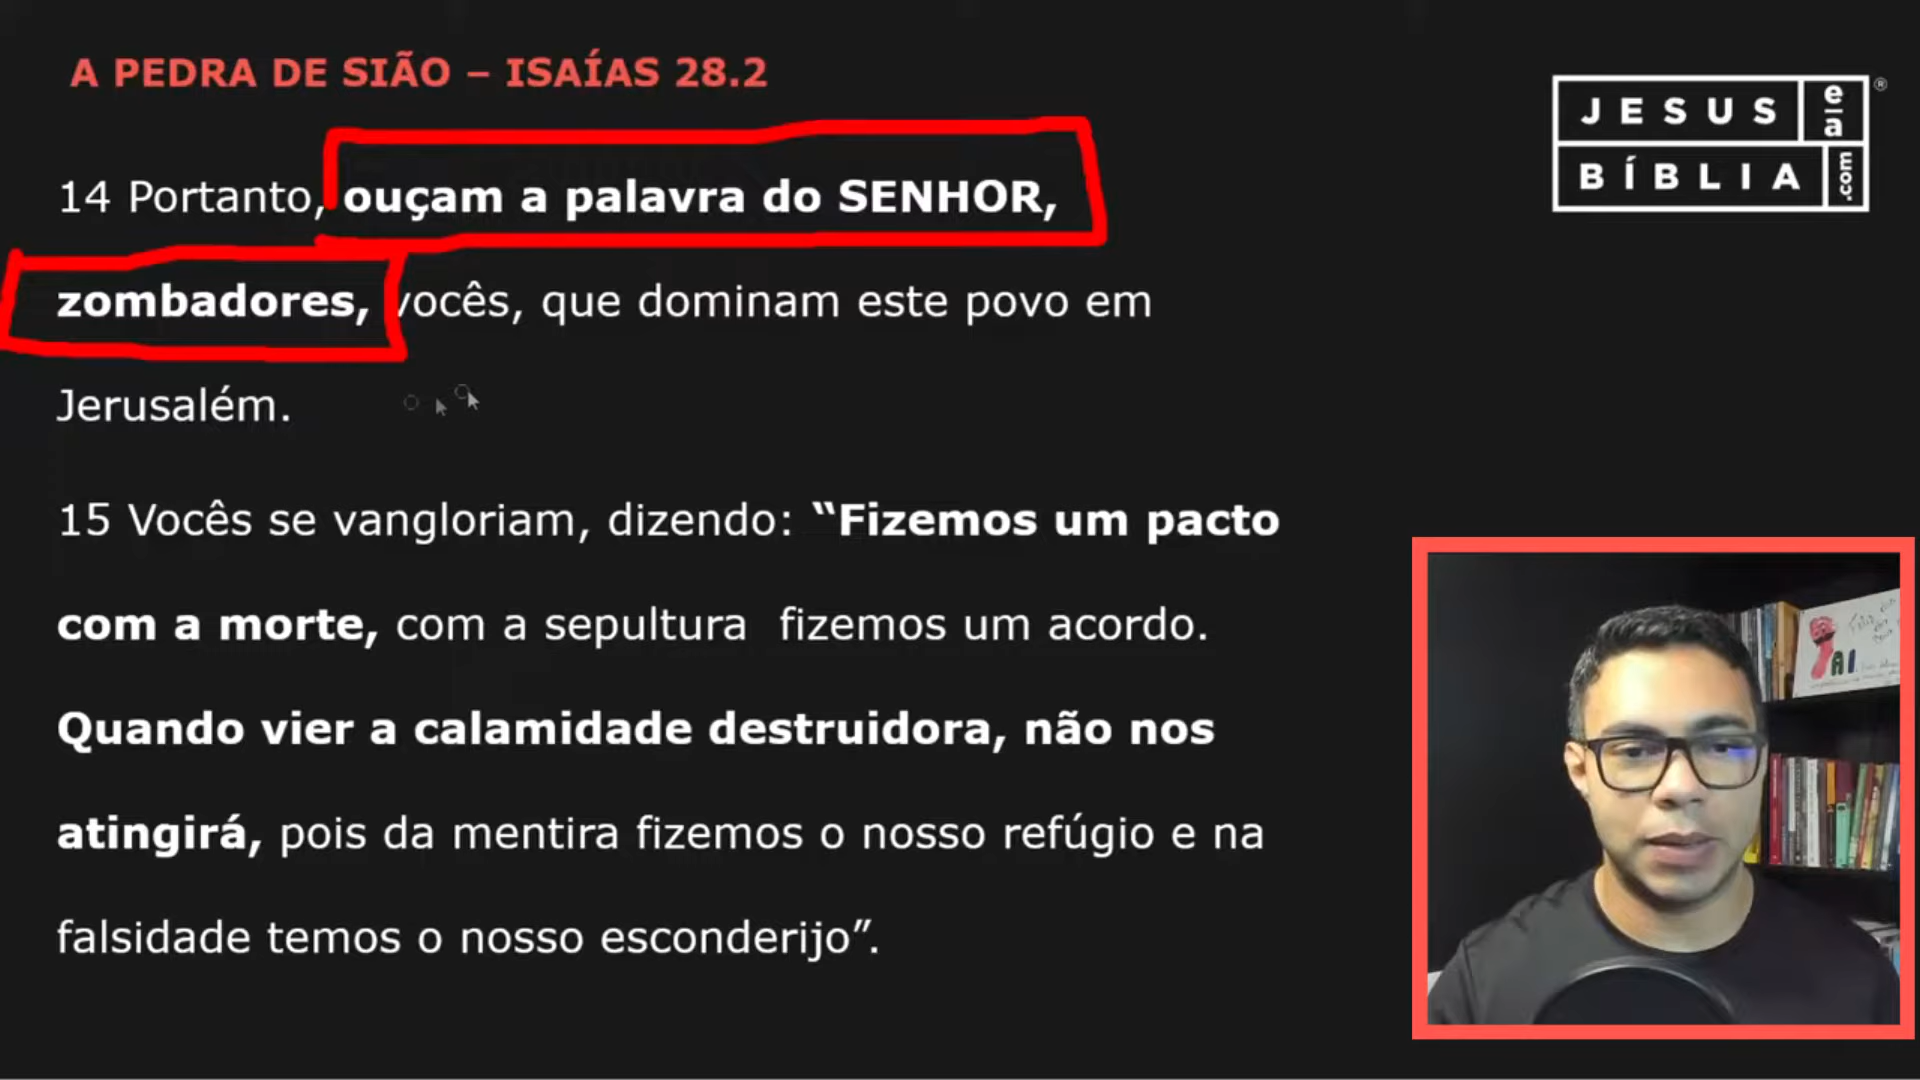 A PEDRA DE SIÃO – ISAÍAS 28.2
JESUS e a
BÍBLIA .com
®
14 Portanto, ouçam a palavra do SENHOR,
zombadores, vocês, que dominam este povo em
Jerusalém.
15 Vocês se vangloriam, dizendo: “Fizemos um pacto
com a morte, com a sepultura fizemos um acordo.
Quando vier a calamidade destruidora, não nos
atingirá, pois da mentira fizemos o nosso refúgio e na
falsidade temos o nosso esconderijo”.